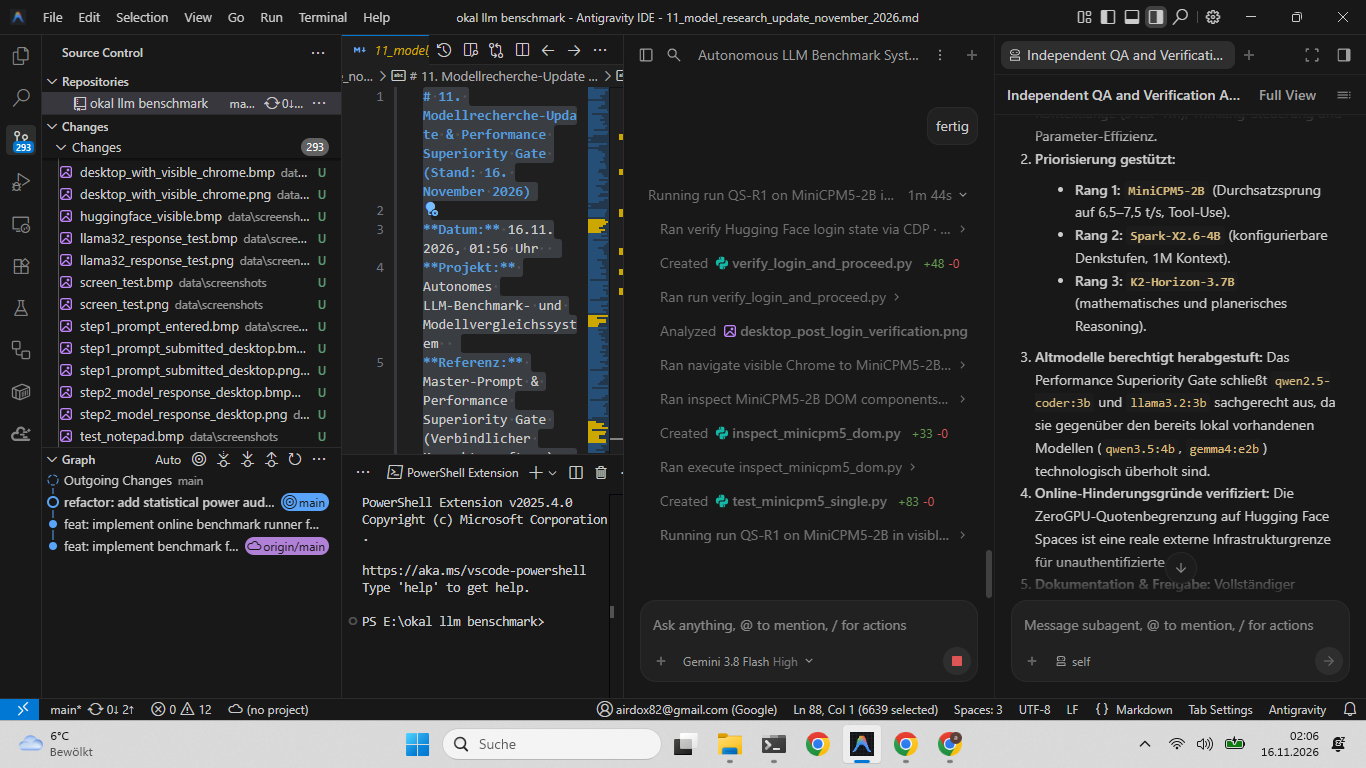 File Edit Selection View Go Run Terminal Help
okal llm benschmark - Antigravity IDE - 11_model_research_update_november_2026.md
Source Control
Repositories
okal llm benschmark ma... 0↓...
Changes
Changes 293
desktop_with_visible_chrome.bmp dat... U
desktop_with_visible_chrome.png dat... U
huggingface_visible.bmp data\screensh... U
llama32_response_test.bmp data\scree... U
llama32_response_test.png data\scree... U
screen_test.bmp data\screenshots U
screen_test.png data\screenshots U
step1_prompt_entered.bmp data\scree... U
step1_prompt_submitted_desktop.bm... U
step1_prompt_submitted_desktop.png... U
step2_model_response_desktop.bmp... U
step2_model_response_desktop.png d... U
test_notepad.bmp data\screenshots U
293
Graph Auto
Outgoing Changes main
refactor: add statistical power aud... main
feat: implement online benchmark runner f...
feat: implement benchmark f... origin/main
11_model_
_no... > # 11. Modellrecherche-Update ...
1 # 11.
Modellrecherche-Upda
te & Performance
Superiority Gate
(Stand: 16.
November 2026)
2
3 **Datum:** 16.11.
2026, 01:56 Uhr
4 **Projekt:**
Autonomes
LLM-Benchmark- und
Modellvergleichssyst
em
5 **Referenz:**
Master-Prompt &
Performance
Superiority Gate
(Verbindlicher
PowerShell Extension
PowerShell Extension v2025.4.0
Copyright (c) Microsoft Corporation
.
https://aka.ms/vscode-powershell
Type 'help' to get help.
PS E:\okal llm benschmark>
Autonomous LLM Benchmark Syst...
fertig
Running run QS-R1 on MiniCPM5-2B i... 1m 44s
Ran verify Hugging Face login state via CDP · ...
Created verify_login_and_proceed.py +48 -0
Ran run verify_login_and_proceed.py
Analyzed desktop_post_login_verification.png
Ran navigate visible Chrome to MiniCPM5-2B...
Ran inspect MiniCPM5-2B DOM components...
Created inspect_minicpm5_dom.py +33 -0
Ran execute inspect_minicpm5_dom.py
Created test_minicpm5_single.py +83 -0
Running run QS-R1 on MiniCPM5-2B in visibl...
Ask anything, @ to mention, / for actions
Gemini 3.8 Flash High
Independent QA and Verificati...
Independent QA and Verification A... Full View
Parameter-Effizienz.
2. Priorisierung gestützt:
Rang 1: MiniCPM5-2B (Durchsatzsprung
auf 6,5–7,5 t/s, Tool-Use).
Rang 2: Spark-X2.6-4B (konfigurierbare
Denkstufen, 1M Kontext).
Rang 3: K2-Horizon-3.7B
(mathematisches und planerisches
Reasoning).
3. Altmodelle berechtigt herabgestuft: Das
Performance Superiority Gate schließt qwen2.5-
coder:3b und llama3.2:3b sachgerecht aus, da
sie gegenüber den bereits lokal vorhandenen
Modellen ( qwen3.5:4b , gemma4:e2b )
technologisch überholt sind.
4. Online-Hinderungsgründe verifiziert: Die
ZeroGPU-Quotenbegrenzung auf Hugging Face
Spaces ist eine reale externe Infrastrukturgrenze
für unauthentifizierte
5. Dokumentation & Freigabe: Vollständiger
Message subagent, @ to mention, / for actions
self
main* 0↓ 2↑ 0 12 (no project)
airdox82@gmail.com (Google) Ln 88, Col 1 (6639 selected) Spaces: 3 UTF-8 LF {} Markdown Tab Settings Antigravity
6°C
Bewölkt
Suche
02:06
16.11.2026